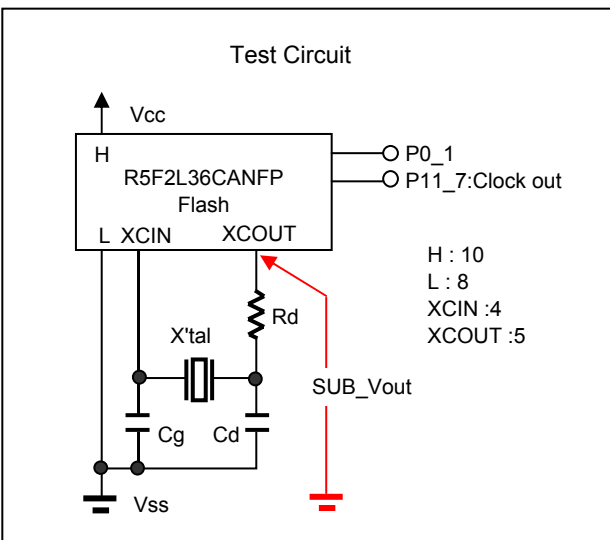 Test Circuit
Vcc
H
R5F2L36CANFP
Flash
L XCIN XCOUT
P0_1
P11_7:Clock out
H : 10
L : 8
XCIN :4
XCOUT :5
Rd
X'tal
SUB_Vout
Cg Cd
Vss